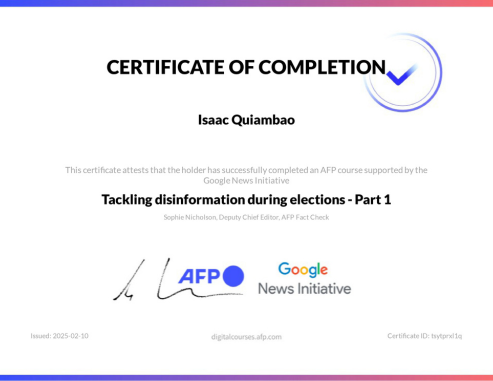 CERTIFICATE OF COMPLETION
Isaac Quiambao
This certificate attests that the holder has successfully completed an AFP course supported by the
Google News Initiative
Tackling disinformation during elections - Part 1
Sophie Nicholson, Deputy Chief Editor, AFP Fact Check
AFP
Google
News Initiative
Issued: 2025-02-10
digitalcourses.afp.com
Certificate ID: